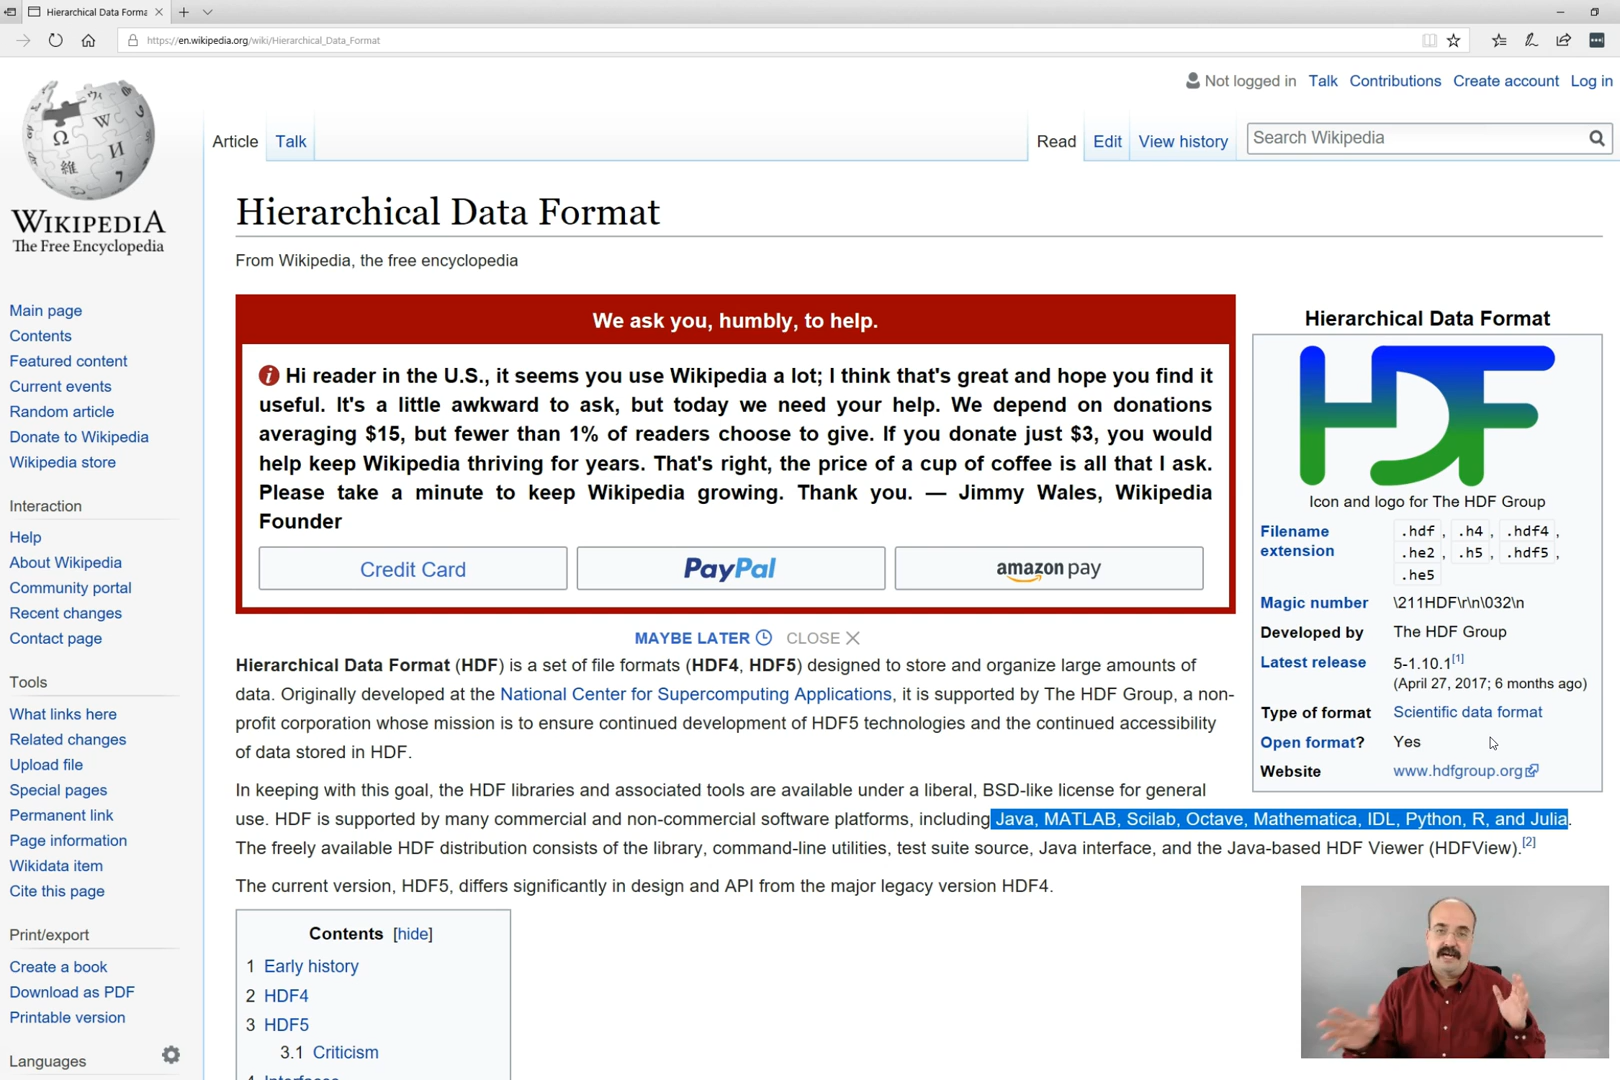 Hierarchical Data Forma
https://en.wikipedia.org/wiki/Hierarchical_Data_Format
Not logged in Talk Contributions Create account Log in
Article Talk Read Edit View history Search Wikipedia
WIKIPEDIA
The Free Encyclopedia
Main page
Contents
Featured content
Current events
Random article
Donate to Wikipedia
Wikipedia store
Interaction
Help
About Wikipedia
Community portal
Recent changes
Contact page
Tools
What links here
Related changes
Upload file
Special pages
Permanent link
Page information
Wikidata item
Cite this page
Print/export
Create a book
Download as PDF
Printable version
Languages
Hierarchical Data Format
From Wikipedia, the free encyclopedia
We ask you, humbly, to help.
Hi reader in the U.S., it seems you use Wikipedia a lot; I think that's great and hope you find it
useful. It's a little awkward to ask, but today we need your help. We depend on donations
averaging $15, but fewer than 1% of readers choose to give. If you donate just $3, you would
help keep Wikipedia thriving for years. That's right, the price of a cup of coffee is all that I ask.
Please take a minute to keep Wikipedia growing. Thank you. — Jimmy Wales, Wikipedia
Founder
Credit Card PayPal amazon pay
MAYBE LATER CLOSE
Hierarchical Data Format (HDF) is a set of file formats (HDF4, HDF5) designed to store and organize large amounts of
data. Originally developed at the National Center for Supercomputing Applications, it is supported by The HDF Group, a non-
profit corporation whose mission is to ensure continued development of HDF5 technologies and the continued accessibility
of data stored in HDF.
In keeping with this goal, the HDF libraries and associated tools are available under a liberal, BSD-like license for general
use. HDF is supported by many commercial and non-commercial software platforms, including Java, MATLAB, Scilab, Octave, Mathematica, IDL, Python, R, and Julia.
The freely available HDF distribution consists of the library, command-line utilities, test suite source, Java interface, and the Java-based HDF Viewer (HDFView).[2]
The current version, HDF5, differs significantly in design and API from the major legacy version HDF4.
Contents [hide]
1 Early history
2 HDF4
3 HDF5
3.1 Criticism
4 Interfaces
Hierarchical Data Format
HDF
Icon and logo for The HDF Group
Filename extension .hdf, .h4, .hdf4,
.he2, .h5, .hdf5,
.he5
Magic number \211HDF\r\n\032\n
Developed by The HDF Group
Latest release 5-1.10.1[1]
(April 27, 2017; 6 months ago)
Type of format Scientific data format
Open format? Yes
Website www.hdfgroup.org